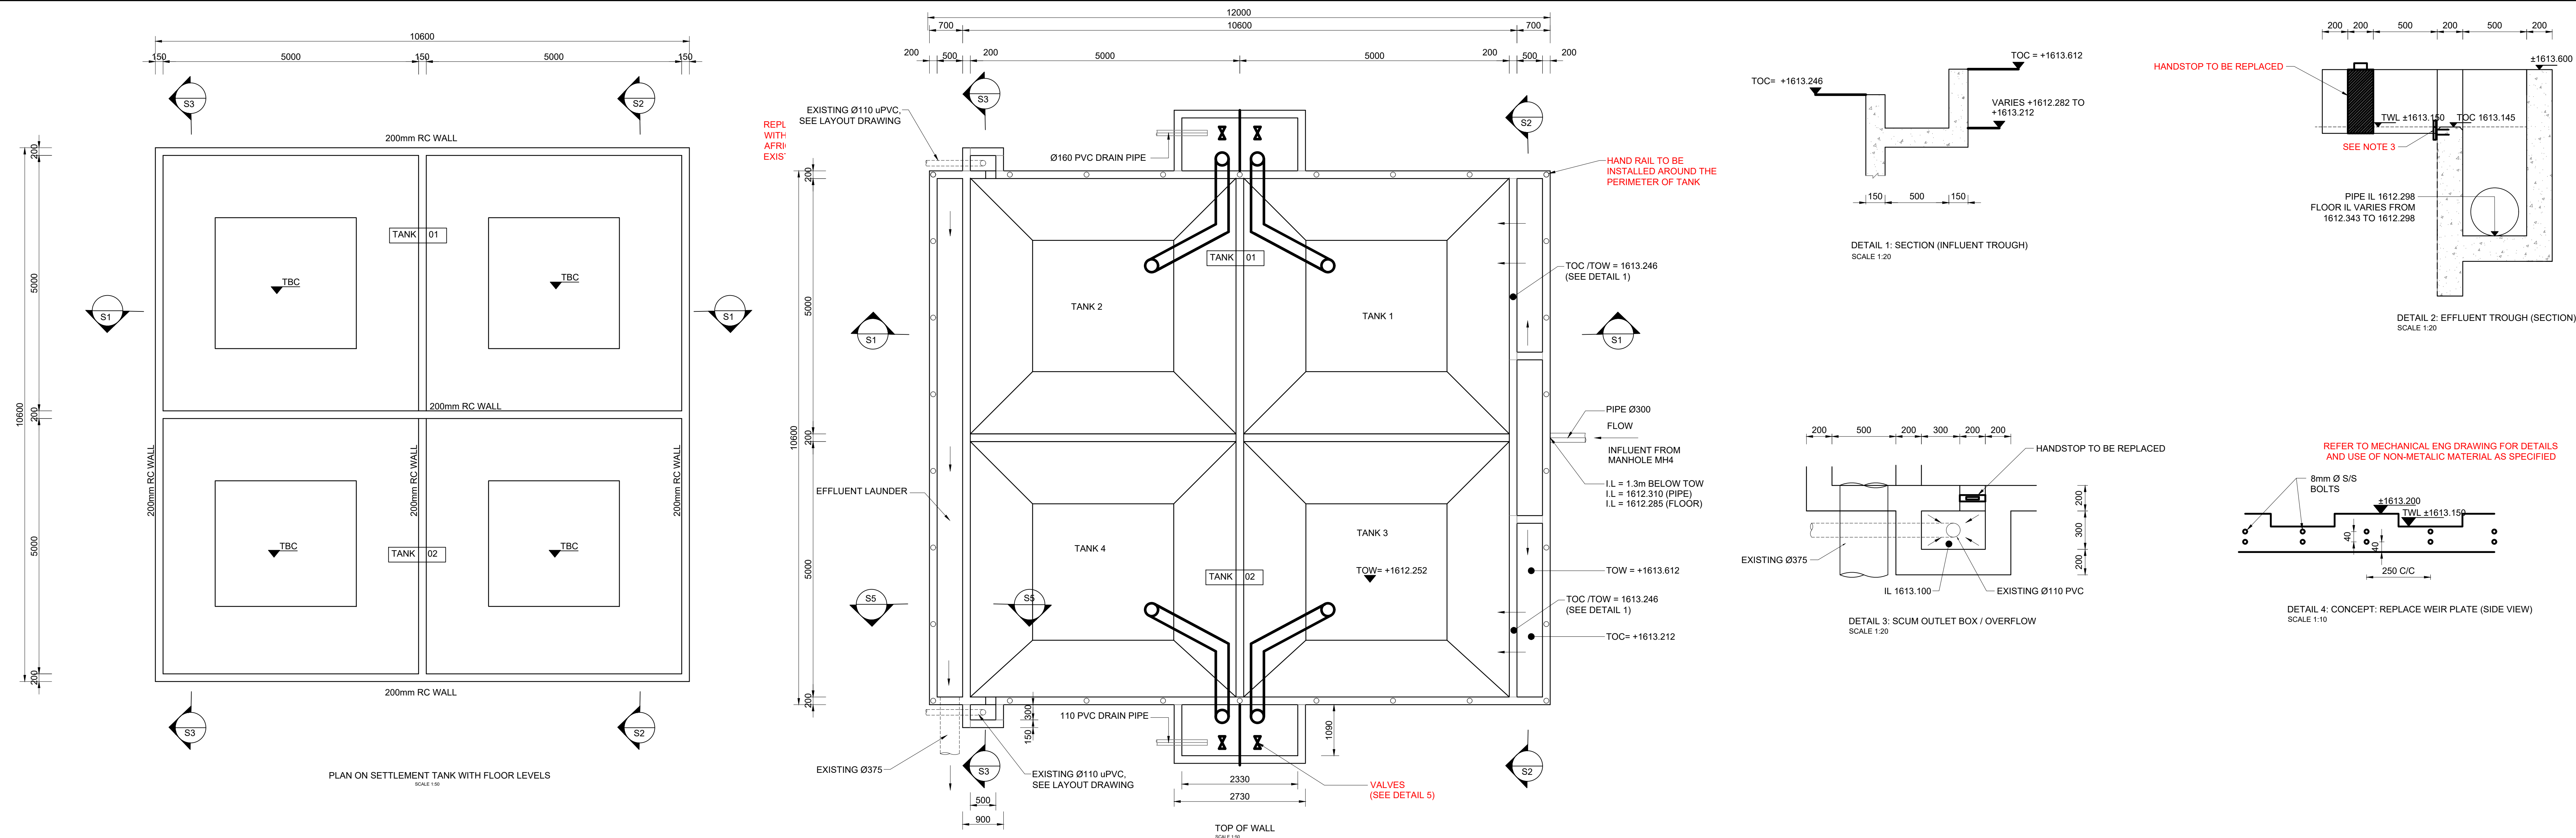 10600
150
5000
150
5000
150
S3
S2
200mm RC WALL
200
5000
200
5000
200
10600
TANK 01
TBC
TBC
S1
S1
200mm RC WALL
200mm RC WALL
200mm RC WALL
200mm RC WALL
TANK 02
TBC
TBC
200mm RC WALL
S3
S2
PLAN ON SETTLEMENT TANK WITH FLOOR LEVELS
SCALE 1:50
12000
700
10600
700
200
500
200
5000
5000
200
500
200
EXISTING Ø110 uPVC,
SEE LAYOUT DRAWING
S3
S2
REPL
WITH
AFRI
EXIST
Ø160 PVC DRAIN PIPE
HAND RAIL TO BE
INSTALLED AROUND THE
PERIMETER OF TANK
200
5000
200
5000
200
10600
TANK 01
TANK 2
TANK 1
TOC /TOW = 1613.246
(SEE DETAIL 1)
S1
S1
PIPE Ø300
FLOW
INFLUENT FROM
MANHOLE MH4
I.L = 1.3m BELOW TOW
I.L = 1612.310 (PIPE)
I.L = 1612.285 (FLOOR)
EFFLUENT LAUNDER
TANK 4
TANK 3
TOW= +1612.252
TANK 02
TOW = +1613.612
TOC /TOW = 1613.246
(SEE DETAIL 1)
TOC= +1613.212
S5
S5
300
150
110 PVC DRAIN PIPE
1090
EXISTING Ø375
S3
EXISTING Ø110 uPVC,
SEE LAYOUT DRAWING
S2
500
900
2330
2730
VALVES
(SEE DETAIL 5)
TOP OF WALL
SCALE 1:50
TOC= +1613.246
TOC = +1613.612
VARIES +1612.282 TO
+1613.212
150
500
150
DETAIL 1: SECTION (INFLUENT TROUGH)
SCALE 1:20
200
200
500
200
500
200
HANDSTOP TO BE REPLACED
±1613.600
TWL ±1613.150
TOC 1613.145
SEE NOTE 3
PIPE IL 1612.298
FLOOR IL VARIES FROM
1612.343 TO 1612.298
DETAIL 2: EFFLUENT TROUGH (SECTION)
SCALE 1:20
200
500
200
300
200
200
HANDSTOP TO BE REPLACED
200
300
200
EXISTING Ø375
IL 1613.100
EXISTING Ø110 PVC
DETAIL 3: SCUM OUTLET BOX / OVERFLOW
SCALE 1:20
REFER TO MECHANICAL ENG DRAWING FOR DETAILS
AND USE OF NON-METALIC MATERIAL AS SPECIFIED
8mm Ø S/S
BOLTS
±1613.200
TWL ±1613.150
40
40
250 C/C
DETAIL 4: CONCEPT: REPLACE WEIR PLATE (SIDE VIEW)
SCALE 1:10